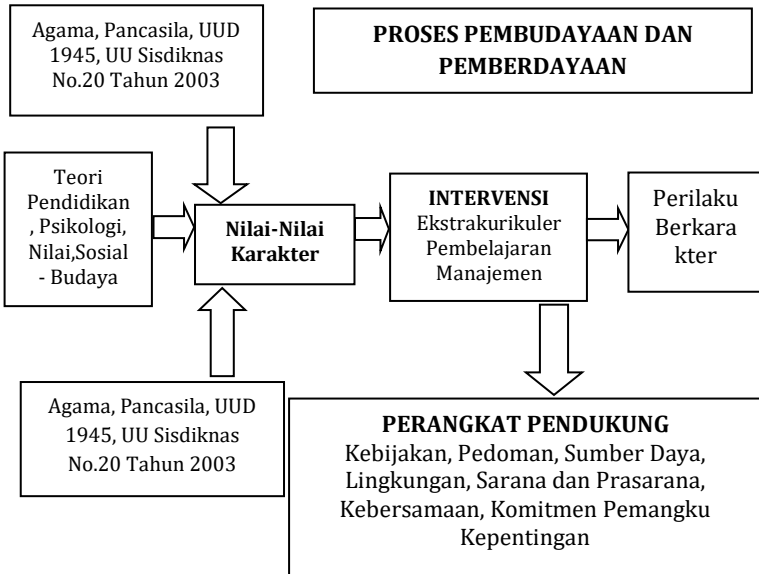 Agama, Pancasila, UUD
1945, UU Sisdiknas
No.20 Tahun 2003
PROSES PEMBUDAYAAN DAN
PEMBERDAYAAN
Teori
Pendidikan
, Psikologi,
Nilai,Sosial
- Budaya
Nilai-Nilai
Karakter
INTERVENSI
Ekstrakurikuler
Pembelajaran
Manajemen
Perilaku
Berkara
kter
Agama, Pancasila, UUD
1945, UU Sisdiknas
No.20 Tahun 2003
PERANGKAT PENDUKUNG
Kebijakan, Pedoman, Sumber Daya,
Lingkungan, Sarana dan Prasarana,
Kebersamaan, Komitmen Pemangku
Kepentingan